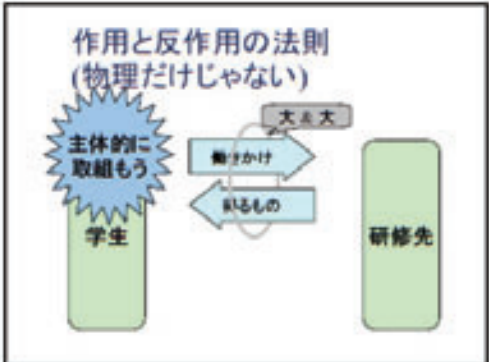 作用と反作用の法則
(物理だけじゃない)
大 & 大
主体的に
取組もう
働きかけ
得るもの
学生
研修先